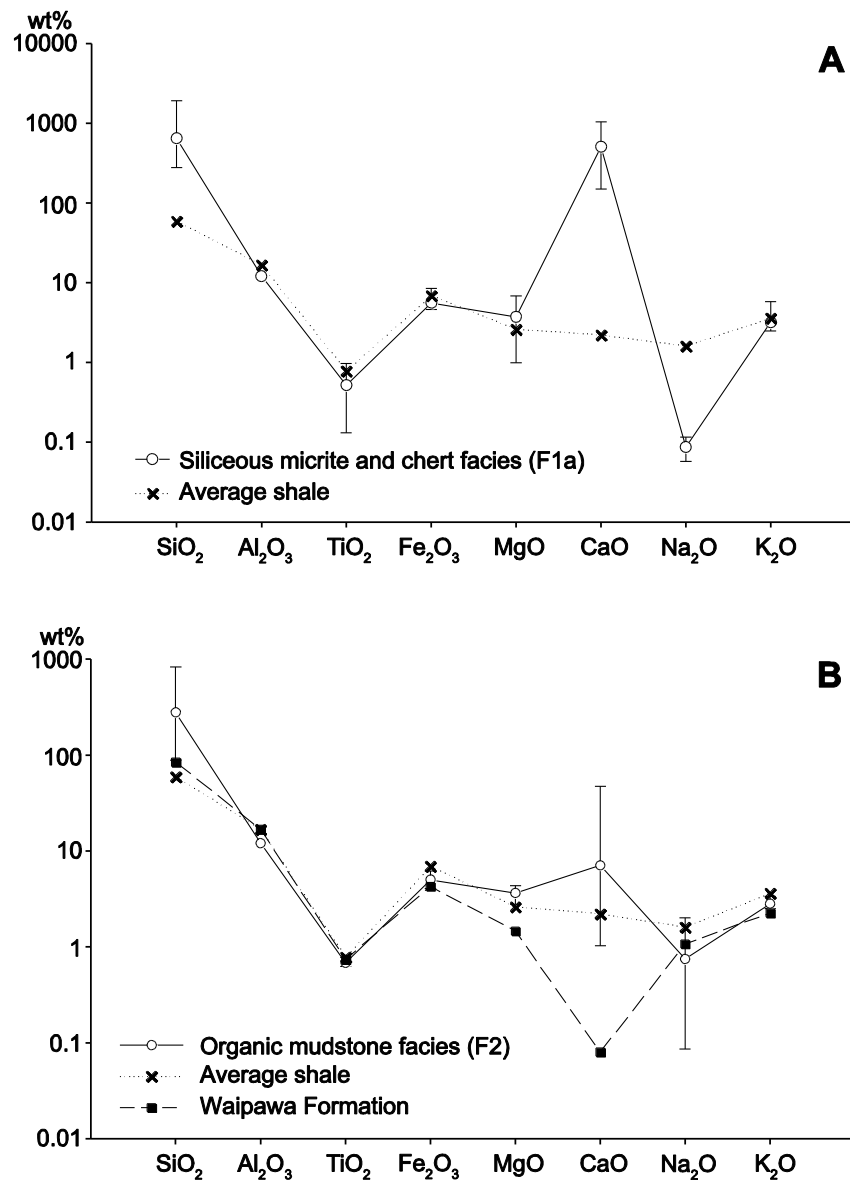 wt%
10000
A
1000
100
10
1
0.1
Siliceous micrite and chert facies (F1a)
Average shale
0.01
SiO₂ Al₂O₃ TiO₂ Fe₂O₃ MgO CaO Na₂O K₂O
wt%
1000
B
100
10
1
0.1
Organic mudstone facies (F2)
Average shale
Waipawa Formation
0.01
SiO₂ Al₂O₃ TiO₂ Fe₂O₃ MgO CaO Na₂O K₂O